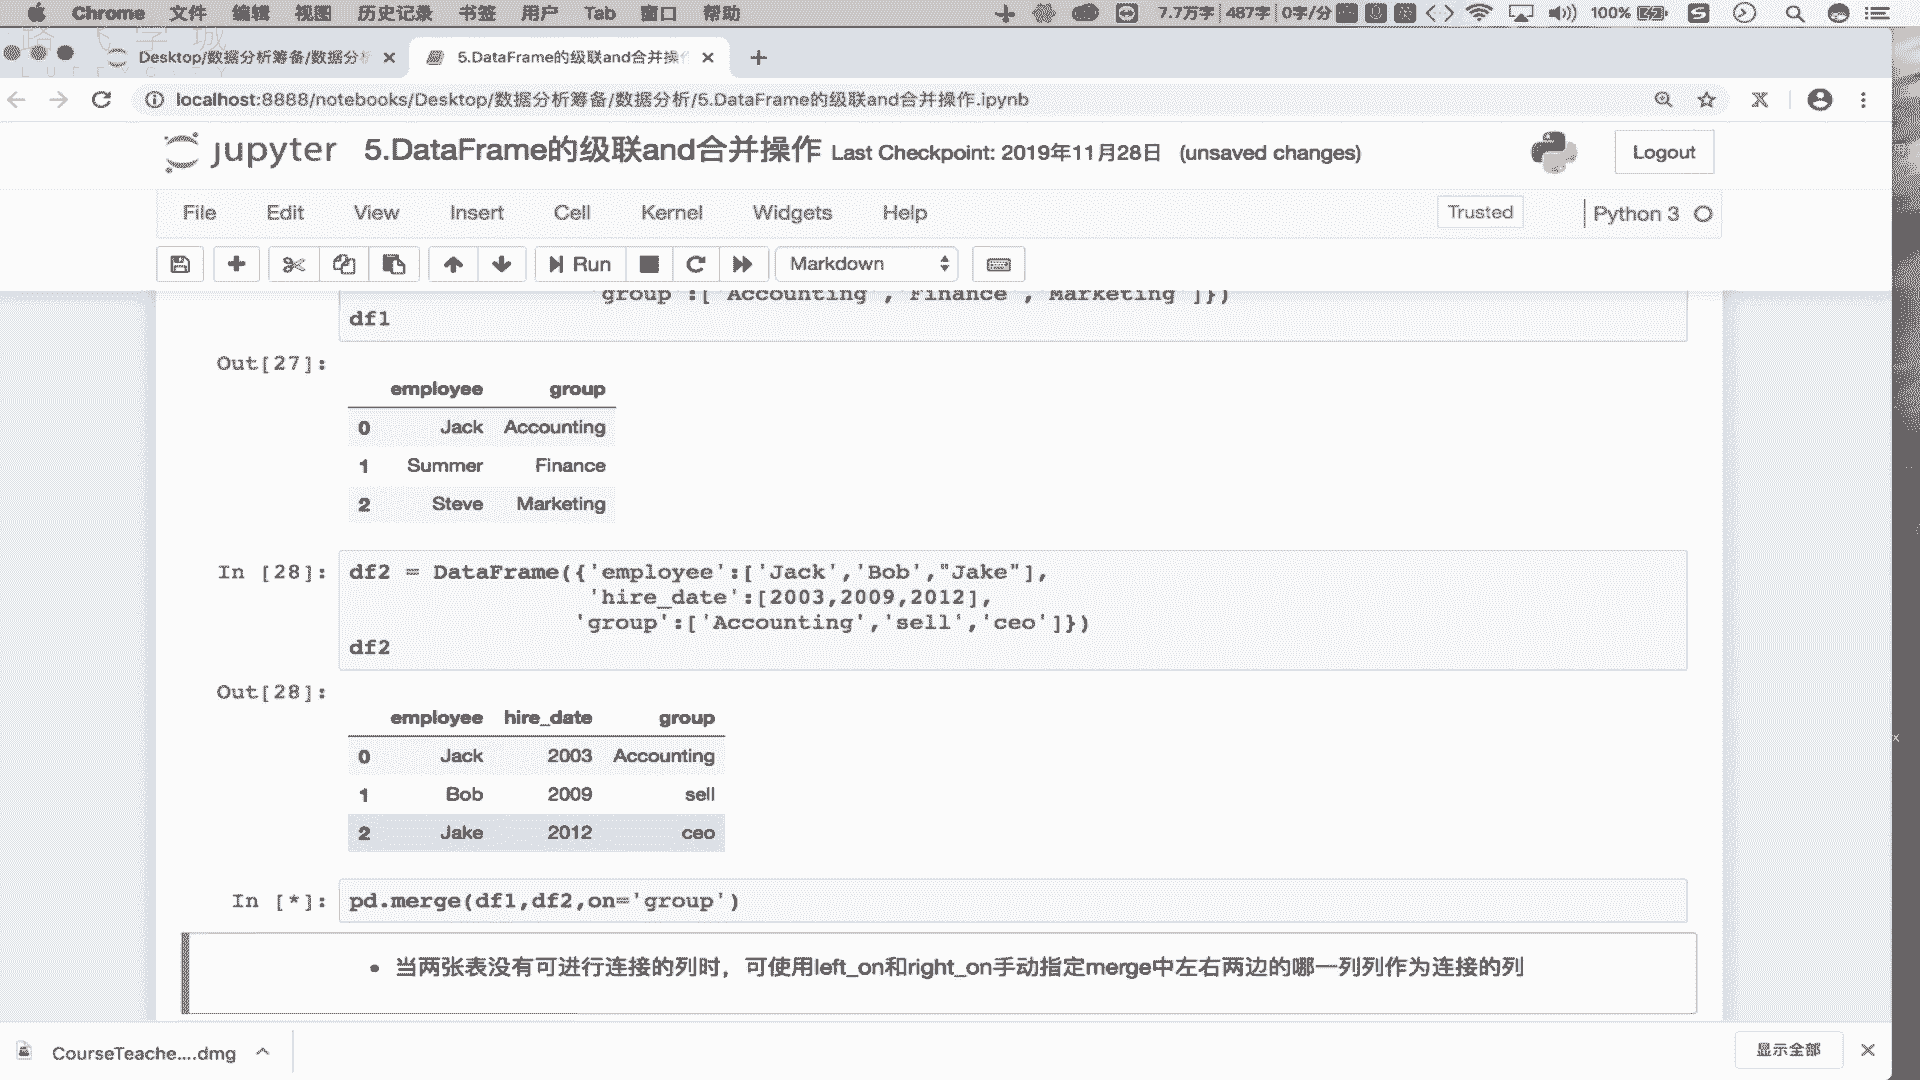 Chrome 文件 编辑 视图 历史记录 书签 用户 Tab 窗口 帮助 7.7万字 487字 0字/分 100%
Desktop/数据分析筹备/数据分 5.DataFrame的级联and合并操
localhost:8888/notebooks/Desktop/数据分析筹备/数据分析/5.DataFrame的级联and合并操作.ipynb
jupyter 5.DataFrame的级联and合并操作 Last Checkpoint: 2019年11月28日 (unsaved changes) Logout
File Edit View Insert Cell Kernel Widgets Help Trusted Python 3
Run Markdown
'group':['Accounting','Finance','Marketing']})
df1
Out[27]:
employee group
0 Jack Accounting
1 Summer Finance
2 Steve Marketing
In [28]: df2 = DataFrame({'employee':['Jack','Bob',"Jake"],
'hire_date':[2003,2009,2012],
'group':['Accounting','sell','ceo']})
df2
Out[28]:
employee hire_date group
0 Jack 2003 Accounting
1 Bob 2009 sell
2 Jake 2012 ceo
In [*]: pd.merge(df1,df2,on='group')
• 当两张表没有可进行连接的列时，可使用left_on和right_on手动指定merge中左右两边的哪一列列作为连接的列
CourseTeache....dmg 显示全部